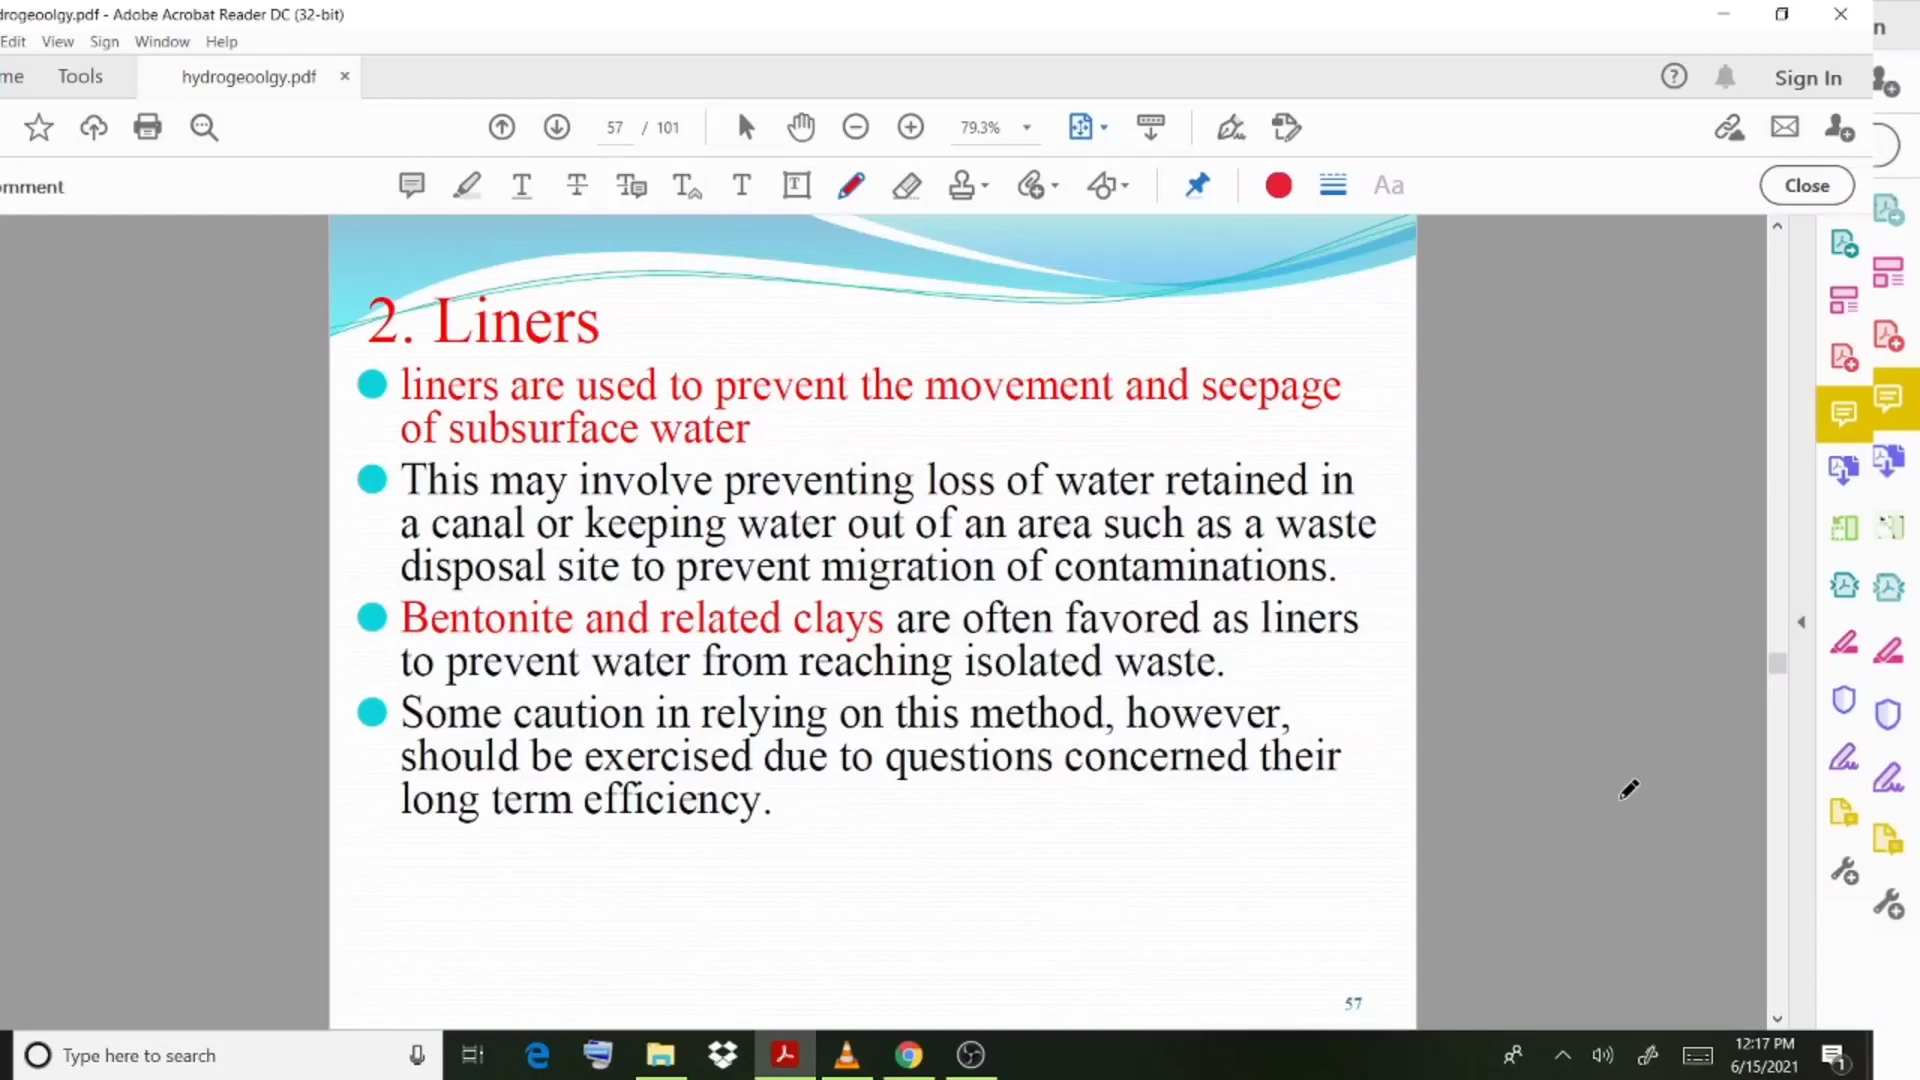 drogeoolgy.pdf - Adobe Acrobat Reader DC (32-bit)
Edit View Sign Window Help
me Tools hydrogeoolgy.pdf × Sign In
57 / 101 79.3%
omment Aa Close
2. Liners
liners are used to prevent the movement and seepage
of subsurface water
This may involve preventing loss of water retained in
a canal or keeping water out of an area such as a waste
disposal site to prevent migration of contaminations.
Bentonite and related clays are often favored as liners
to prevent water from reaching isolated waste.
Some caution in relying on this method, however,
should be exercised due to questions concerned their
long term efficiency.
57
Type here to search
12:17 PM
6/15/2021
1
n